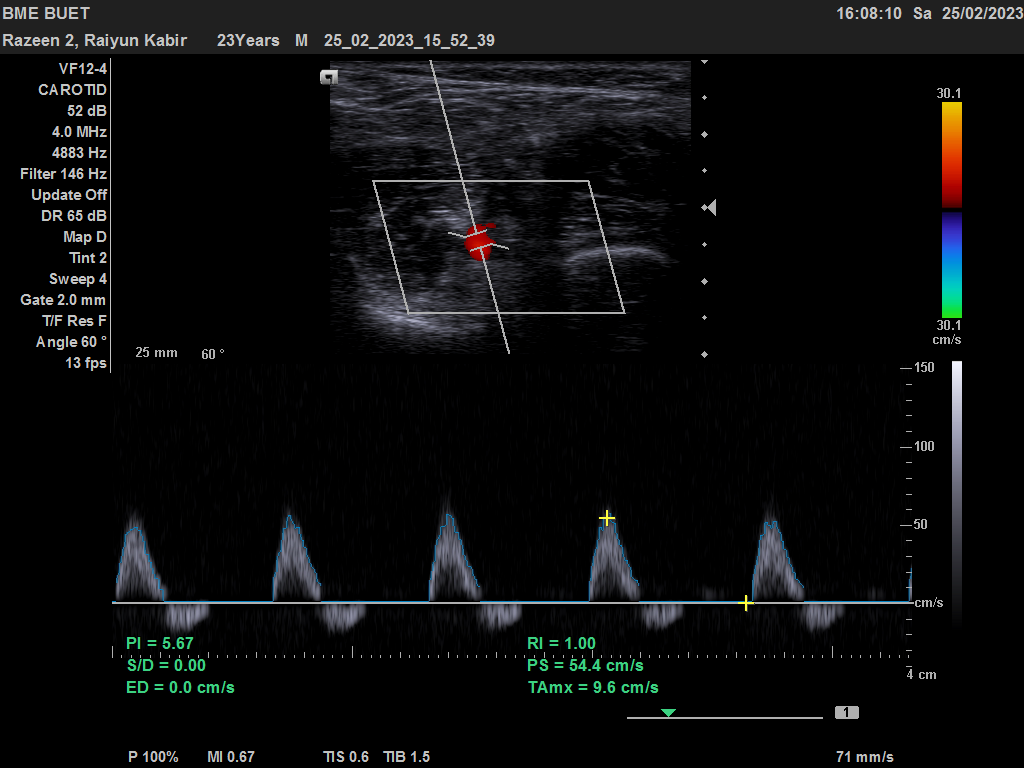 BME BUET 16:08:10 Sa 25/02/2023
Razeen 2, Raiyun Kabir 23Years M 25_02_2023_15_52_39
VF12-4
CAROTID
52 dB
4.0 MHz
4883 Hz
Filter 146 Hz
Update Off
DR 65 dB
Map D
Tint 2
Sweep 4
Gate 2.0 mm
T/F Res F
Angle 60 °
13 fps
25 mm 60 °
30.1
30.1
cm/s
150
100
50
cm/s
4 cm
PI = 5.67
S/D = 0.00
ED = 0.0 cm/s
RI = 1.00
PS = 54.4 cm/s
TAmx = 9.6 cm/s
1
P 100% MI 0.67 TIS 0.6 TIB 1.5 71 mm/s